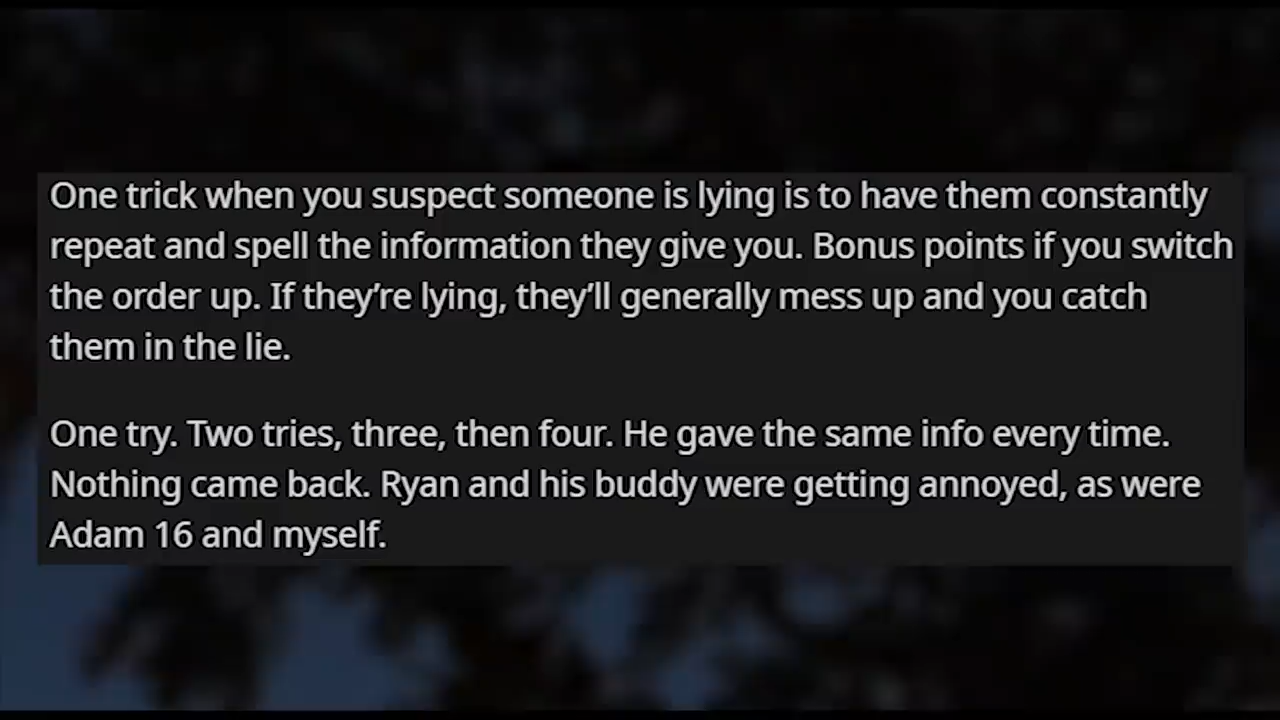 One trick when you suspect someone is lying is to have them constantly
repeat and spell the information they give you. Bonus points if you switch
the order up. If they’re lying, they’ll generally mess up and you catch
them in the lie.
One try. Two tries, three, then four. He gave the same info every time.
Nothing came back. Ryan and his buddy were getting annoyed, as were
Adam 16 and myself.